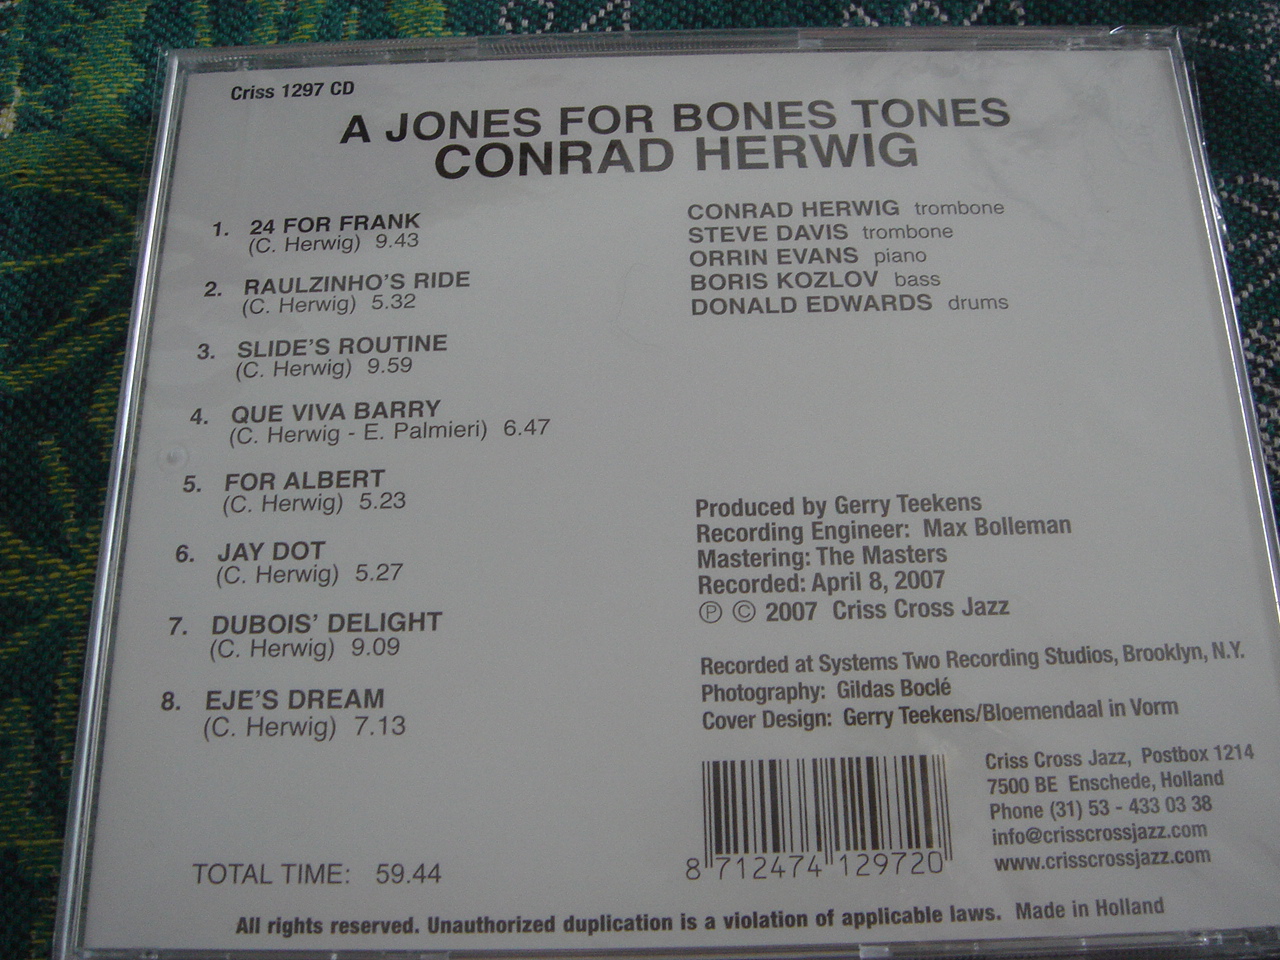 Criss 1297 CD
A JONES FOR BONES TONES
CONRAD HERWIG
1. 24 FOR FRANK
(C. Herwig) 9.43
2. RAULZINHO'S RIDE
(C. Herwig) 5.32
3. SLIDE'S ROUTINE
(C. Herwig) 9.59
4. QUE VIVA BARRY
(C. Herwig - E. Palmieri) 6.47
5. FOR ALBERT
(C. Herwig) 5.23
6. JAY DOT
(C. Herwig) 5.27
7. DUBOIS' DELIGHT
(C. Herwig) 9.09
8. EJE'S DREAM
(C. Herwig) 7.13
TOTAL TIME: 59.44
CONRAD HERWIG trombone
STEVE DAVIS trombone
ORRIN EVANS piano
BORIS KOZLOV bass
DONALD EDWARDS drums
Produced by Gerry Teekens
Recording Engineer: Max Bolleman
Mastering: The Masters
Recorded: April 8, 2007
℗ © 2007 Criss Cross Jazz
Recorded at Systems Two Recording Studios, Brooklyn, N.Y.
Photography: Gildas Boclé
Cover Design: Gerry Teekens/Bloemendaal in Vorm
8 712474 129720
Criss Cross Jazz, Postbox 1214
7500 BE Enschede, Holland
Phone (31) 53 - 433 03 38
info@crisscrossjazz.com
www.crisscrossjazz.com
All rights reserved. Unauthorized duplication is a violation of applicable laws. Made in Holland